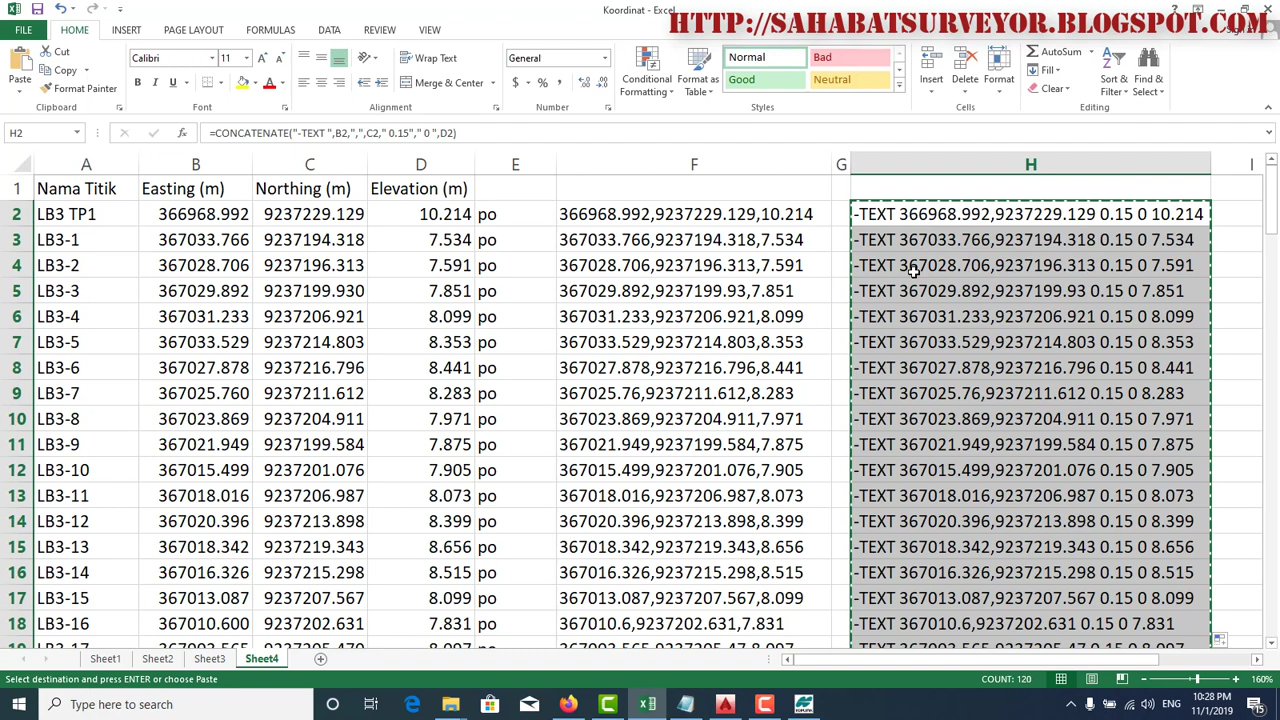 Koordinat - Excel
HTTP://SAHABATSURVEYOR.BLOGSPOT.COM
FILE HOME INSERT PAGE LAYOUT FORMULAS DATA REVIEW VIEW
Paste Cut Copy Format Painter
Calibri 11
B I U
Wrap Text
Merge & Center
General
$ % ,
Conditional Formatting Format as Table
Normal Bad
Good Neutral
Insert Delete Format
AutoSum
Fill
Clear
Sort & Filter Find & Select
Clipboard Font Alignment Number Styles Cells Editing
H2 =CONCATENATE("-TEXT ",B2,",",C2," 0.15"," 0 ",D2)
A B C D E F G H I
1 Nama Titik Easting (m) Northing (m) Elevation (m)
2 LB3 TP1 366968.992 9237229.129 10.214 po 366968.992,9237229.129,10.214 -TEXT 366968.992,9237229.129 0.15 0 10.214
3 LB3-1 367033.766 9237194.318 7.534 po 367033.766,9237194.318,7.534 -TEXT 367033.766,9237194.318 0.15 0 7.534
4 LB3-2 367028.706 9237196.313 7.591 po 367028.706,9237196.313,7.591 -TEXT 367028.706,9237196.313 0.15 0 7.591
5 LB3-3 367029.892 9237199.930 7.851 po 367029.892,9237199.93,7.851 -TEXT 367029.892,9237199.93 0.15 0 7.851
6 LB3-4 367031.233 9237206.921 8.099 po 367031.233,9237206.921,8.099 -TEXT 367031.233,9237206.921 0.15 0 8.099
7 LB3-5 367033.529 9237214.803 8.353 po 367033.529,9237214.803,8.353 -TEXT 367033.529,9237214.803 0.15 0 8.353
8 LB3-6 367027.878 9237216.796 8.441 po 367027.878,9237216.796,8.441 -TEXT 367027.878,9237216.796 0.15 0 8.441
9 LB3-7 367025.760 9237211.612 8.283 po 367025.76,9237211.612,8.283 -TEXT 367025.76,9237211.612 0.15 0 8.283
10 LB3-8 367023.869 9237204.911 7.971 po 367023.869,9237204.911,7.971 -TEXT 367023.869,9237204.911 0.15 0 7.971
11 LB3-9 367021.949 9237199.584 7.875 po 367021.949,9237199.584,7.875 -TEXT 367021.949,9237199.584 0.15 0 7.875
12 LB3-10 367015.499 9237201.076 7.905 po 367015.499,9237201.076,7.905 -TEXT 367015.499,9237201.076 0.15 0 7.905
13 LB3-11 367018.016 9237206.987 8.073 po 367018.016,9237206.987,8.073 -TEXT 367018.016,9237206.987 0.15 0 8.073
14 LB3-12 367020.396 9237213.898 8.399 po 367020.396,9237213.898,8.399 -TEXT 367020.396,9237213.898 0.15 0 8.399
15 LB3-13 367018.342 9237219.343 8.656 po 367018.342,9237219.343,8.656 -TEXT 367018.342,9237219.343 0.15 0 8.656
16 LB3-14 367016.326 9237215.298 8.515 po 367016.326,9237215.298,8.515 -TEXT 367016.326,9237215.298 0.15 0 8.515
17 LB3-15 367013.087 9237207.567 8.099 po 367013.087,9237207.567,8.099 -TEXT 367013.087,9237207.567 0.15 0 8.099
18 LB3-16 367010.600 9237202.631 7.831 po 367010.6,9237202.631,7.831 -TEXT 367010.6,9237202.631 0.15 0 7.831
Sheet1 Sheet2 Sheet3 Sheet4
Select destination and press ENTER or choose Paste COUNT: 120 160%
Type here to search
ENG 10:28 PM
11/1/2019